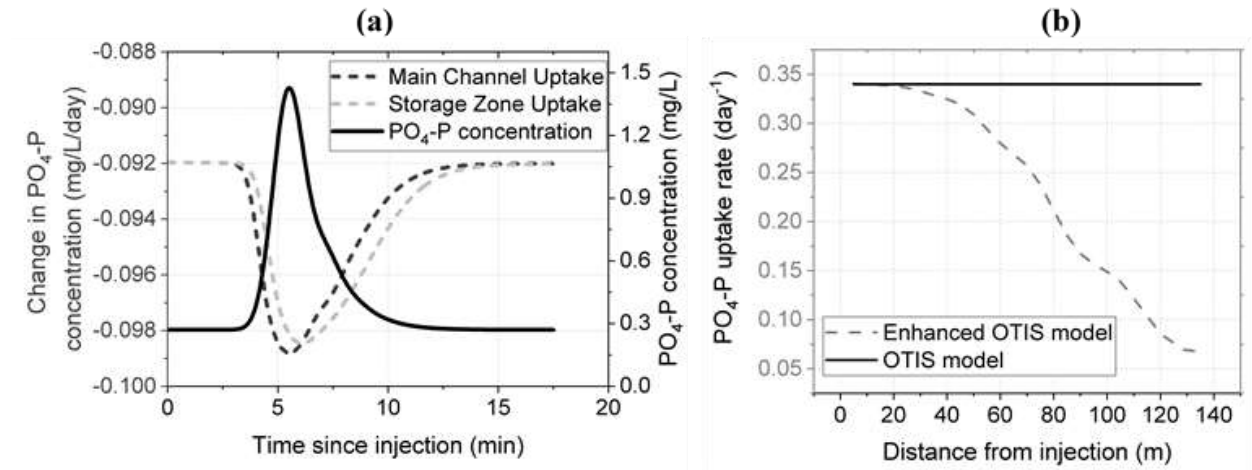 (a)
-0.088
-0.090
-0.092
-0.094
-0.096
-0.098
-0.100
Change in PO4-P
concentration (mg/L/day)
Main Channel Uptake
Storage Zone Uptake
PO4-P concentration
1.5
1.2
0.9
0.6
0.3
0.0
PO4-P concentration (mg/L)
0
5
10
15
20
Time since injection (min)
(b)
0.35
0.30
0.25
0.20
0.15
0.10
0.05
PO4-P uptake rate (day-1)
Enhanced OTIS model
OTIS model
0
20
40
60
80
100
120
140
Distance from injection (m)